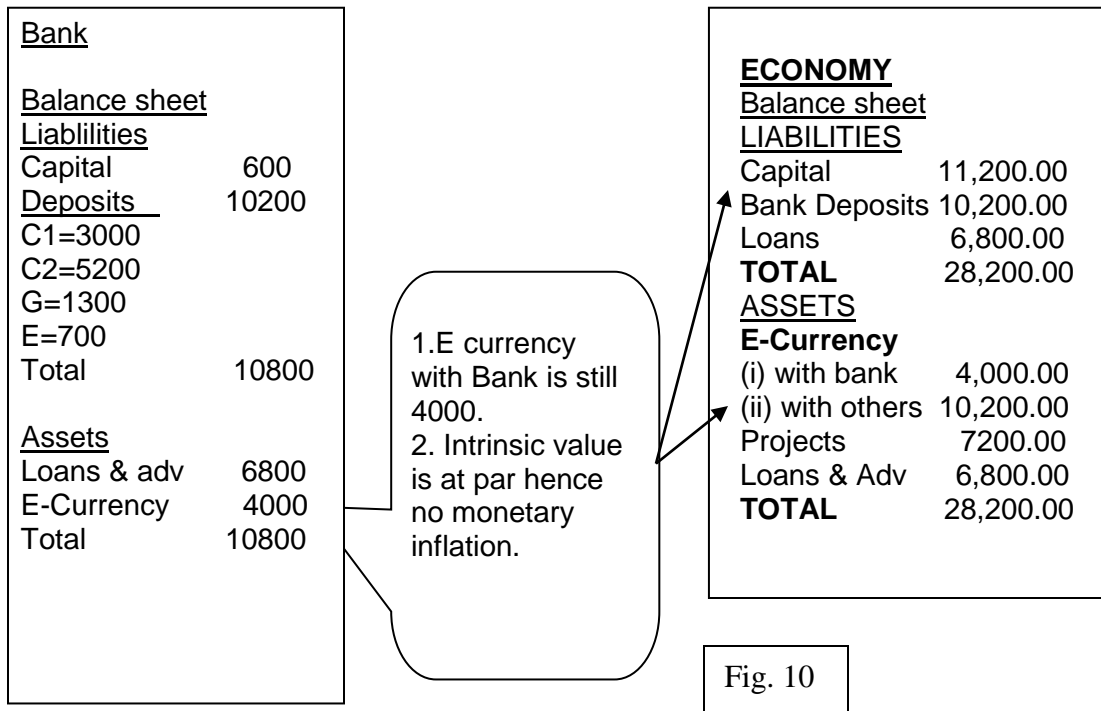 Bank
Balance sheet
Liablilities
Capital 600
Deposits 10200
C1=3000
C2=5200
G=1300
E=700
Total 10800
Assets
Loans & adv 6800
E-Currency 4000
Total 10800
1.E currency
with Bank is still
4000.
2. Intrinsic value
is at par hence
no monetary
inflation.
ECONOMY
Balance sheet
LIABILITIES
Capital 11,200.00
Bank Deposits 10,200.00
Loans 6,800.00
TOTAL 28,200.00
ASSETS
E-Currency
(i) with bank 4,000.00
(ii) with others 10,200.00
Projects 7200.00
Loans & Adv 6,800.00
TOTAL 28,200.00
Fig. 10